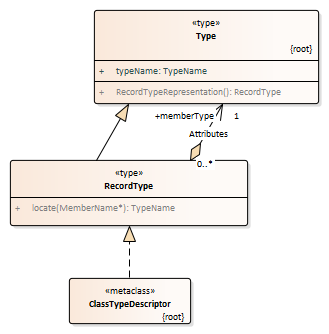 «type»
Type
{root}
+ typeName: TypeName
+ RecordTypeRepresentation(): RecordType
+memberType 1
Attributes
0..*
«type»
RecordType
+ locate(MemberName*): TypeName
«metaclass»
ClassTypeDescriptor
{root}